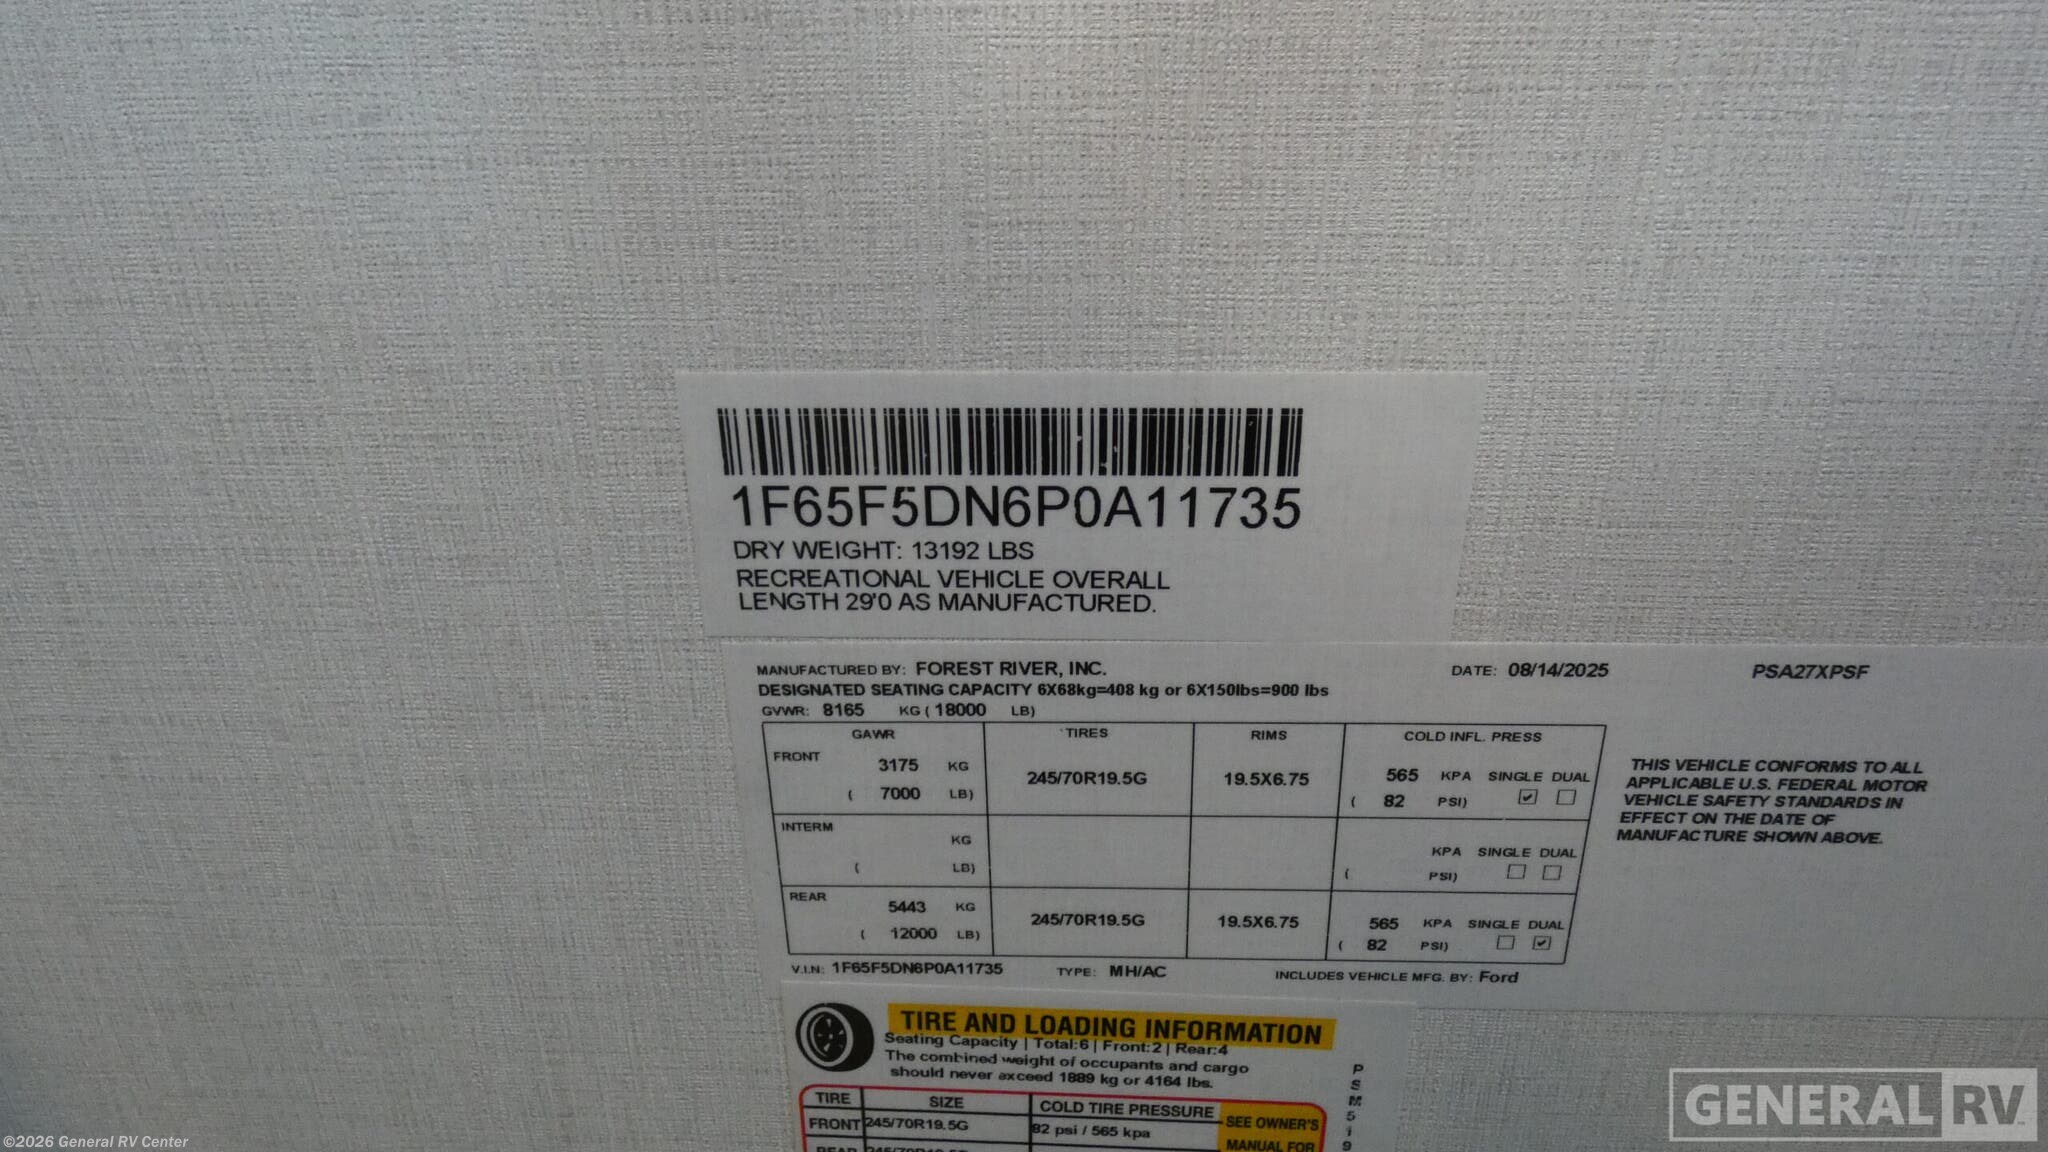 1F65F5DN6P0A11735
DRY WEIGHT: 13192 LBS
RECREATIONAL VEHICLE OVERALL
LENGTH 29'0 AS MANUFACTURED.
MANUFACTURED BY: FOREST RIVER, INC. DATE: 08/14/2025 PSA27XPSF
DESIGNATED SEATING CAPACITY 6X68kg=408 kg or 6X150lbs=900 lbs
GVWR: 8165 KG ( 18000 LB)
GAWR TIRES RIMS COLD INFL. PRESS
FRONT 3175 KG 245/70R19.5G 19.5X6.75 565 KPA SINGLE DUAL
( 7000 LB) ( 82 PSI)
INTERM KG KPA SINGLE DUAL
( LB) ( PSI)
REAR 5443 KG 245/70R19.5G 19.5X6.75 565 KPA SINGLE DUAL
( 12000 LB) ( 82 PSI)
THIS VEHICLE CONFORMS TO ALL
APPLICABLE U.S. FEDERAL MOTOR
VEHICLE SAFETY STANDARDS IN
EFFECT ON THE DATE OF
MANUFACTURE SHOWN ABOVE.
V.I.N: 1F65F5DN6P0A11735 TYPE: MH/AC INCLUDES VEHICLE MFG. BY: Ford
TIRE AND LOADING INFORMATION
Seating Capacity | Total:6 | Front:2 | Rear:4
The combined weight of occupants and cargo
should never exceed 1889 kg or 4164 lbs.
TIRE SIZE COLD TIRE PRESSURE SEE OWNER'S
FRONT 245/70R19.5G 82 psi / 565 kpa MANUAL FOR
REAR
P
S
M
5
1
9
GENERAL RV
©2026 General RV Center